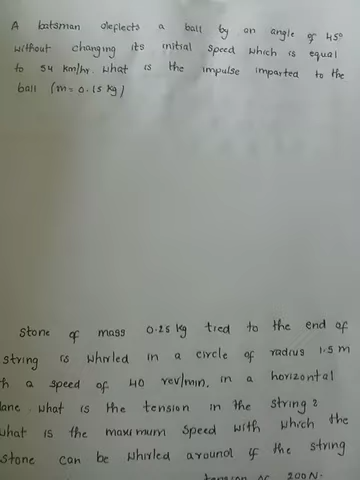 A batsman deflects a ball by an angle of 45°
without changing its initial speed which is equal
to 54 km/hr. what is the impulse imparted to the
ball (m = 0.15 kg)
Stone of mass 0.25 kg tied to the end of
string is whirled in a circle of radius 1.5 m
a speed of 40 rev/min. in a horizontal
what is the tension in the string?
what is the maximum speed with which the
stone can be whirled around if the string
tension of 200N.